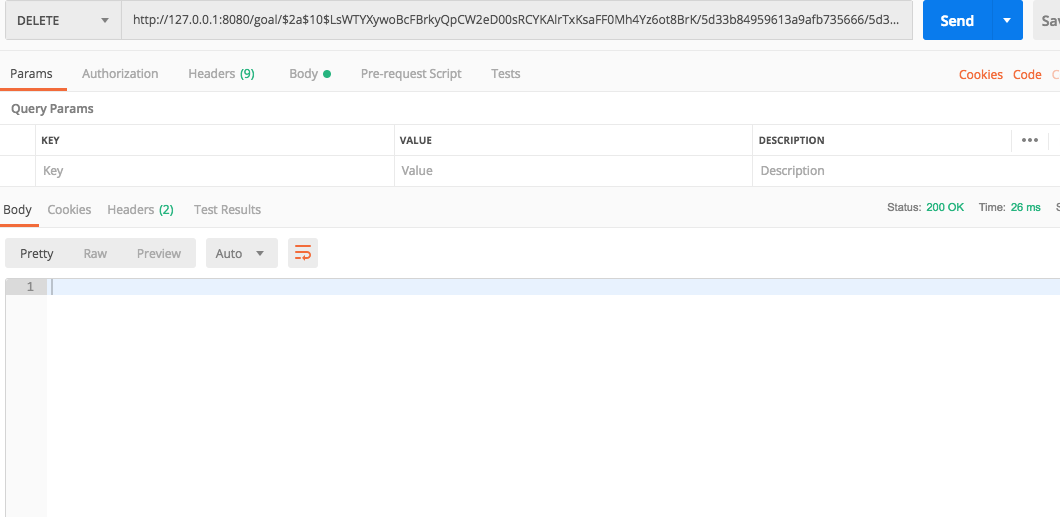 DELETE http://127.0.0.1:8080/goal/$2a$10$LsWTYXywoBcFBrkyQpCW2eD00sRCYKAlrTxKsaFF0Mh4Yz6ot8BrK/5d33b84959613a9afb735666/5d3... Send
Params Authorization Headers (9) Body Pre-request Script Tests Cookies Code
Query Params
KEY VALUE DESCRIPTION
Key Value Description
Body Cookies Headers (2) Test Results Status: 200 OK Time: 26 ms
Pretty Raw Preview Auto
1